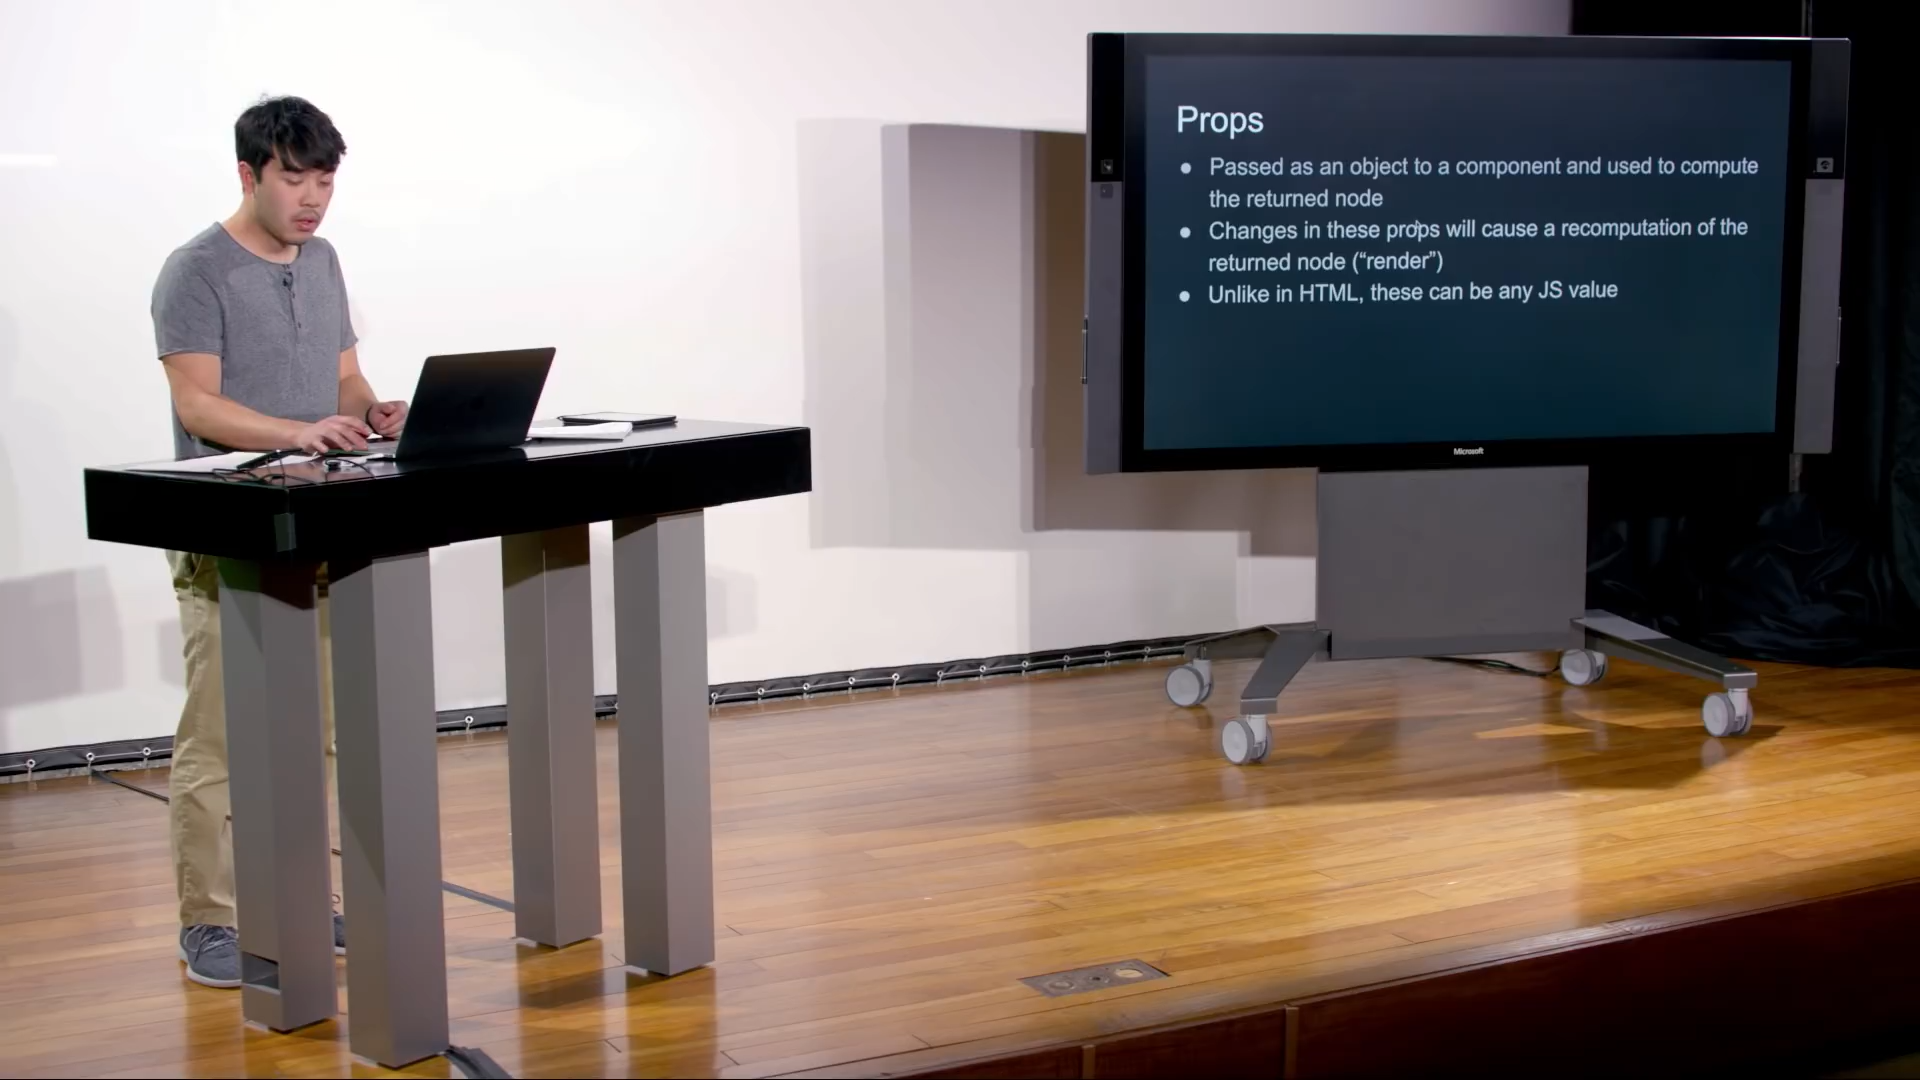 Props
● Passed as an object to a component and used to compute
the returned node
● Changes in these props will cause a recomputation of the
returned node (“render”)
● Unlike in HTML, these can be any JS value
Microsoft